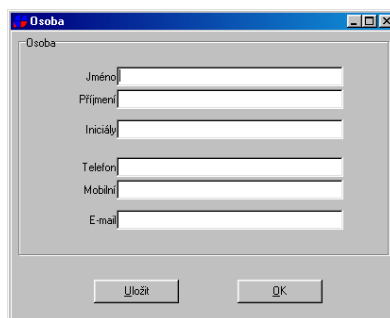 Osoba
Osoba
Jméno
Příjmení
Iniciály
Telefon
Mobilní
E-mail
Uložit
OK